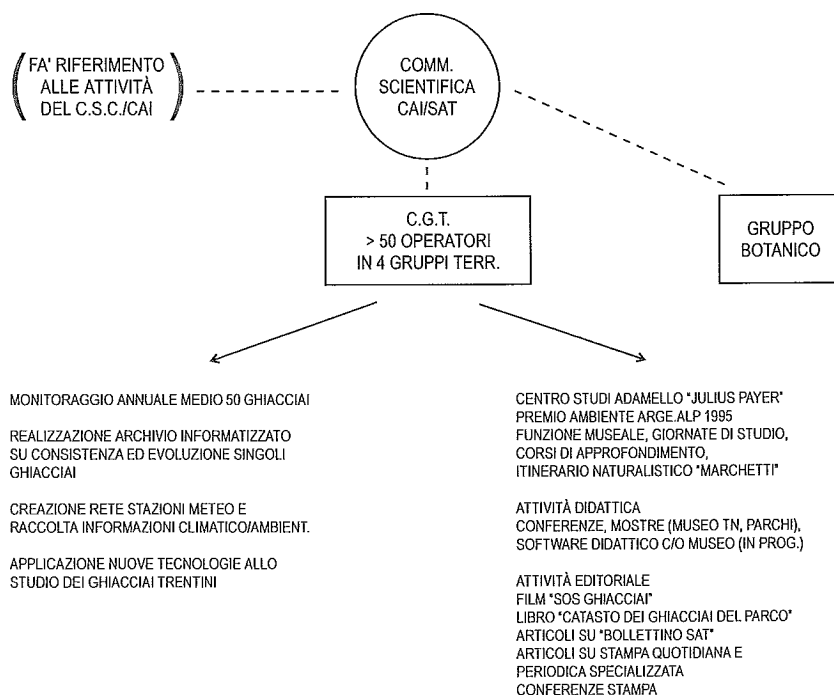 FA' RIFERIMENTO
ALLE ATTIVITÀ
DEL C.S.C./CAI
COMM.
SCIENTIFICA
CAI/SAT
C.G.T.
> 50 OPERATORI
IN 4 GRUPPI TERR.
GRUPPO
BOTANICO
MONITORAGGIO ANNUALE MEDIO 50 GHIACCIAI
REALIZZAZIONE ARCHIVIO INFORMATIZZATO
SU CONSISTENZA ED EVOLUZIONE SINGOLI
GHIACCIAI
CREAZIONE RETE STAZIONI METEO E
RACCOLTA INFORMAZIONI CLIMATICO/AMBIENT.
APPLICAZIONE NUOVE TECNOLOGIE ALLO
STUDIO DEI GHIACCIAI TRENTINI
CENTRO STUDI ADAMELLO "JULIUS PAYER"
PREMIO AMBIENTE ARGE.ALP 1995
FUNZIONE MUSEALE, GIORNATE DI STUDIO,
CORSI DI APPROFONDIMENTO,
ITINERARIO NATURALISTICO "MARCHETTI"
ATTIVITÀ DIDATTICA
CONFERENZE, MOSTRE (MUSEO TN, PARCHI),
SOFTWARE DIDATTICO C/O MUSEO (IN PROG.)
ATTIVITÀ EDITORIALE
FILM "SOS GHIACCIAI"
LIBRO "CATASTO DEI GHIACCIAI DEL PARCO"
ARTICOLI SU "BOLLETTINO SAT"
ARTICOLI SU STAMPA QUOTIDIANA E
PERIODICA SPECIALIZZATA
CONFERENZE STAMPA